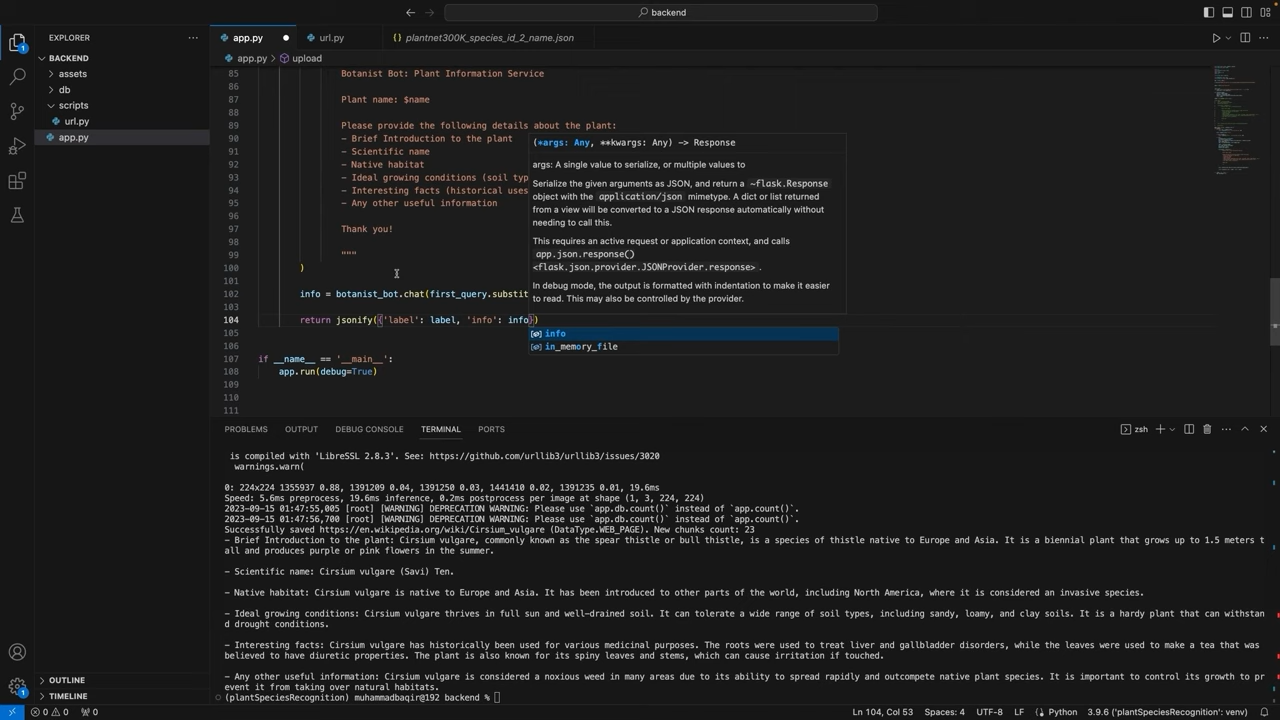 backend
EXPLORER
app.py
url.py
plantnet300K_species_id_2_name.json
BACKEND
app.py
upload
assets
db
scripts
url.py
app.py
85 Botanist Bot: Plant Information Service
86
87 Plant name: $name
88
89 Please provide the following details about the plant:
90 - Brief Introduction to the plant
91 - Scientific name
92 - Native habitat
93 - Ideal growing conditions (soil typ
94 - Interesting facts (historical uses
95 - Any other useful information
96
97 Thank you!
98
99 """
100 )
101
102 info = botanist_bot.chat(first_query.substit
103
104 return jsonify({'label': label, 'info': info})
105
106
107 if __name__ == '__main__':
108 app.run(debug=True)
109
110
111
(*args: Any, **kwargs: Any) -> Response
args: A single value to serialize, or multiple values to
Serialize the given arguments as JSON, and return a ~flask.Response
object with the application/json mimetype. A dict or list returned
from a view will be converted to a JSON response automatically without
needing to call this.
This requires an active request or application context, and calls
app.json.response()
<flask.json.provider.JSONProvider.response> .
In debug mode, the output is formatted with indentation to make it easier
to read. This may also be controlled by the provider.
info
in_memory_file
PROBLEMS OUTPUT DEBUG CONSOLE TERMINAL PORTS
zsh
is compiled with 'LibreSSL 2.8.3'. See: https://github.com/urllib3/urllib3/issues/3020
warnings.warn(
0: 224x224 1355937 0.88, 1391209 0.04, 1391250 0.03, 1441410 0.02, 1391235 0.01, 19.6ms
Speed: 5.6ms preprocess, 19.6ms inference, 0.2ms postprocess per image at shape (1, 3, 224, 224)
2023-09-15 01:47:55,005 [root] [WARNING] DEPRECATION WARNING: Please use `app.db.count()` instead of `app.count()`.
2023-09-15 01:47:56,700 [root] [WARNING] DEPRECATION WARNING: Please use `app.db.count()` instead of `app.count()`.
Successfully saved https://en.wikipedia.org/wiki/Cirsium_vulgare (DataType.WEB_PAGE). New chunks count: 23
- Brief Introduction to the plant: Cirsium vulgare, commonly known as the spear thistle or bull thistle, is a species of thistle native to Europe and Asia. It is a biennial plant that grows up to 1.5 meters t
all and produces purple or pink flowers in the summer.
- Scientific name: Cirsium vulgare (Savi) Ten.
- Native habitat: Cirsium vulgare is native to Europe and Asia. It has been introduced to other parts of the world, including North America, where it is considered an invasive species.
- Ideal growing conditions: Cirsium vulgare thrives in full sun and well-drained soil. It can tolerate a wide range of soil types, including sandy, loamy, and clay soils. It is a hardy plant that can withstan
d drought conditions.
- Interesting facts: Cirsium vulgare has historically been used for various medicinal purposes. The roots were used to treat liver and gallbladder disorders, while the leaves were used to make a tea that was
believed to have diuretic properties. The plant is also known for its spiny leaves and stems, which can cause irritation if touched.
- Any other useful information: Cirsium vulgare is considered a noxious weed in many areas due to its ability to spread rapidly and outcompete native plant species. It is important to control its growth to pr
event it from taking over natural habitats.
(plantSpeciesRecognition) muhammadbaqir@192 backend %
OUTLINE
TIMELINE
0 0 0
Ln 104, Col 53 Spaces: 4 UTF-8 LF Python 3.9.6 ('plantSpeciesRecognition': venv)